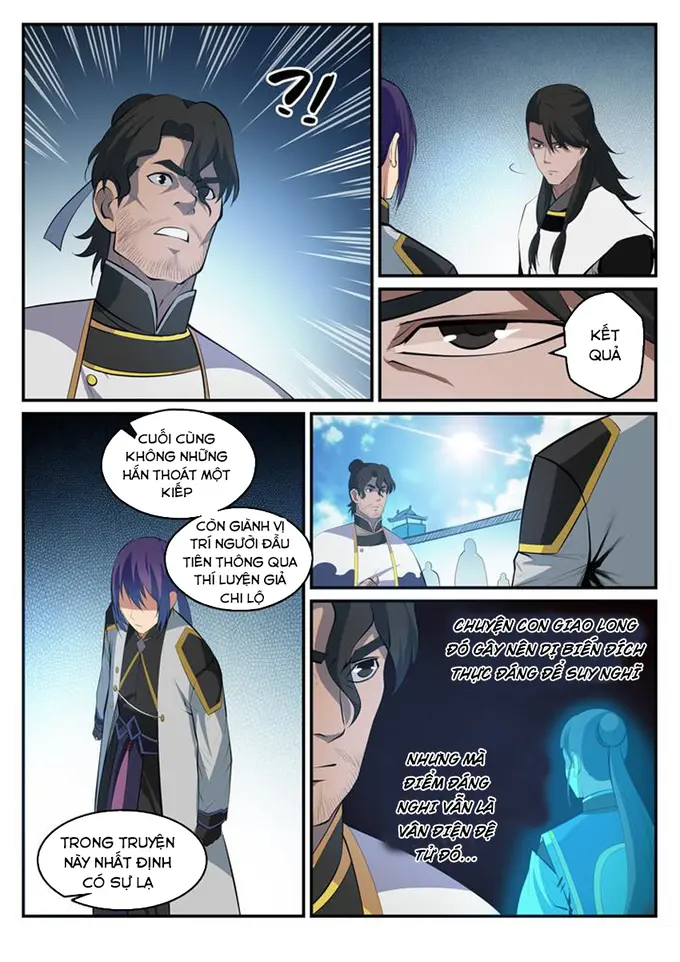 ?!
KẾT
QUẢ
CUỐI CÙNG
KHÔNG NHỮNG
HẮN THOÁT MỘT
KIẾP
CÒN GIÀNH VỊ
TRÍ NGƯỜI ĐẦU
TIÊN THÔNG QUA
THÍ LUYỆN GIẢ
CHI LỘ
TRONG TRUYỆN
NÀY NHẤT ĐỊNH
CÓ SỰ LẠ
CHUYỆN CON GIAO LONG
ĐÓ GÂY NÊN DỊ BIẾN ĐÍCH
THỰC ĐÁNG ĐỂ SUY NGHĨ
NHƯNG MÀ
ĐIỂM ĐÁNG
NGHI VẪN LÀ
VÂN ĐIỆN ĐỆ
TỬ ĐÓ...